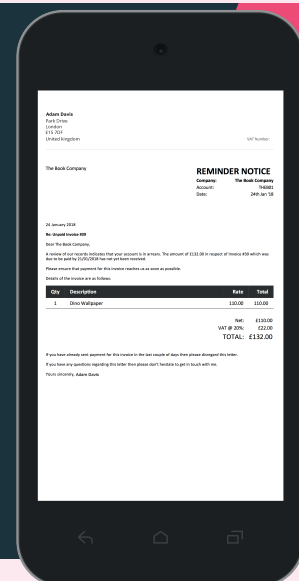 Adam Davis
Park Drive
London
E15 7DF
United kingdom
VAT Number:
The Book Company
REMINDER NOTICE
Company: The Book Company
Account: THEB01
Date: 24th Jan '18
24 January 2018
Re: Unpaid Invoice #39
Dear The Book Company,
A review of our records indicates that your account is in arrears. The amount of £132.00 in respect of Invoice #39 which was
due to be paid by 21/01/2018 has not yet been received.
Please ensure that payment for this invoice reaches us as soon as possible.
Details of the invoice are as follows:
Qty Description Rate Total
1 Dino Wallpaper 110.00 110.00
Net: £110.00
VAT @ 20%: £22.00
TOTAL: £132.00
If you have already sent payment for this invoice in the last couple of days then please disregard this letter.
If you have any questions regarding this letter then please don't hesitate to get in touch with me.
Yours sincerely, Adam Davis